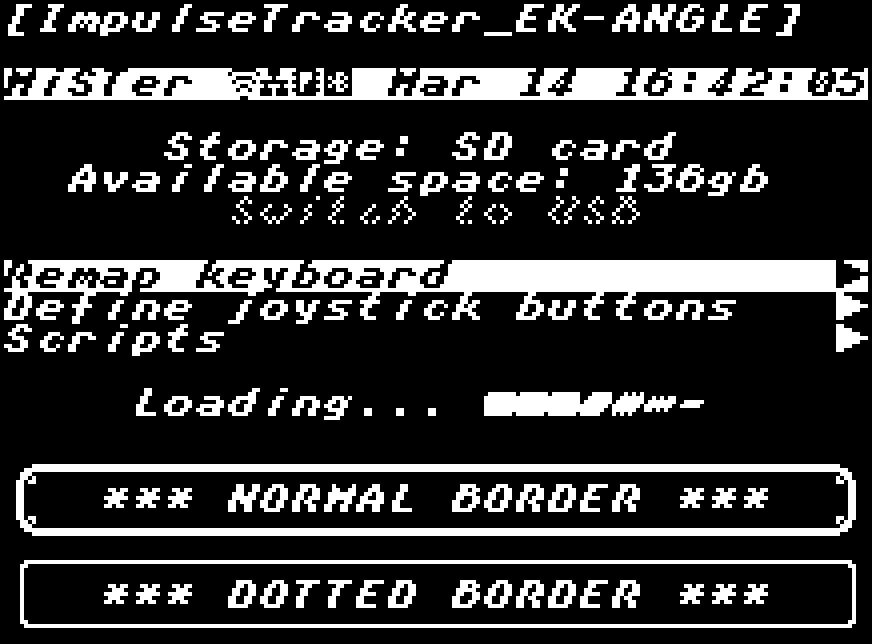 [ImpulseTracker_EK-ANGLE]
MiSTer Mar 14 16:42:05
Storage: SD card
Available space: 136gb
Switch to USB
Remap keyboard
Define joystick buttons
Scripts
Loading...
*** NORMAL BORDER ***
*** DOTTED BORDER ***